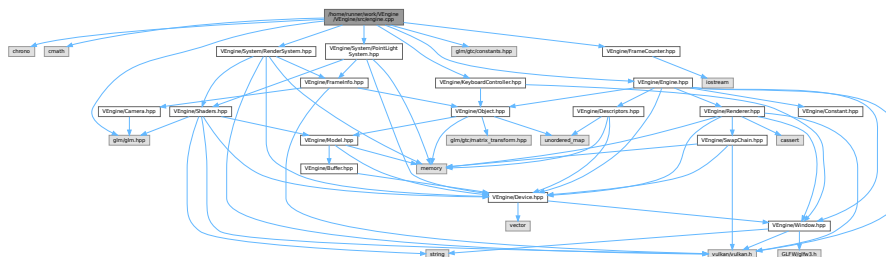 /home/runner/work/VEngine
/VEngine/src/engine.cpp
chrono
cmath
VEngine/System/RenderSystem.hpp
VEngine/System/PointLight
System.hpp
glm/gtc/constants.hpp
VEngine/FrameCounter.hpp
VEngine/FrameInfo.hpp
VEngine/KeyboardController.hpp
VEngine/Engine.hpp
iostream
VEngine/Camera.hpp
VEngine/Shaders.hpp
VEngine/Object.hpp
VEngine/Descriptors.hpp
VEngine/Renderer.hpp
VEngine/Constant.hpp
glm/glm.hpp
VEngine/Model.hpp
glm/gtc/matrix_transform.hpp
unordered_map
VEngine/SwapChain.hpp
cassert
VEngine/Buffer.hpp
memory
VEngine/Device.hpp
vector
VEngine/Window.hpp
string
vulkan/vulkan.h
GLFW/glfw3.h